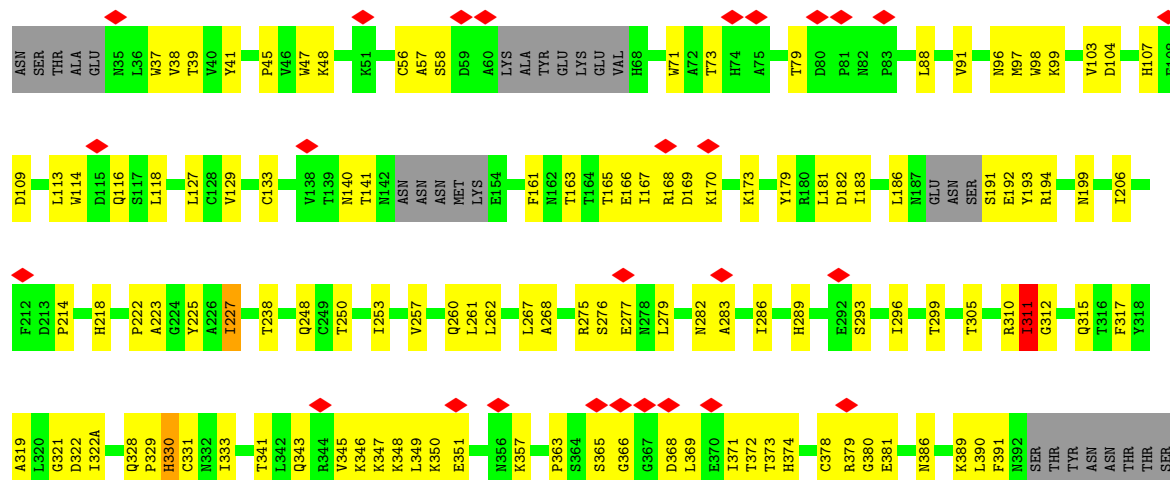 ASN SER THR ALA GLU N35 L36 W37 V38 T39 V40 Y41 P45 V46 W47 K48 K51 C56 A57 S58 D59 A60 LYS ALA TYR GLU LYS GLU VAL H68 W71 A72 T73 H74 A75 T79 D80 P81 N82 P83 L88 V91 N96 M97 W98 K99 V103 D104 H107
D109 L113 W114 D115 Q116 S117 L118 L127 C128 V129 C133 V138 T139 N140 T141 N142 ASN ASN ASN MET LYS E154 F161 N162 T163 T164 T165 E166 I167 R168 D169 K170 K173 Y179 R180 L181 D182 I183 L186 N187 GLU ASN SER S191 E192 Y193 R194 N199 I206
F212 D213 P214 H218 P222 A223 G224 Y225 A226 I227 T238 Q248 C249 T250 I253 V257 Q260 L261 L262 L267 A268 R275 S276 E277 N278 L279 N282 A283 I286 H289 E292 S293 I296 T299 T305 R310 I311 G312 Q315 T316 F317 Y318
A319 L320 G321 D322 I322A Q328 P329 H330 C331 N332 I333 T341 L342 Q343 R344 V345 K346 K347 K348 L349 K350 E351 N356 K357 P363 S364 S365 G366 G367 D368 L369 E370 I371 T372 T373 H374 C378 R379 G380 E381 N386 K389 L390 F391 N392 SER THR TYR ASN ASN THR THR SER